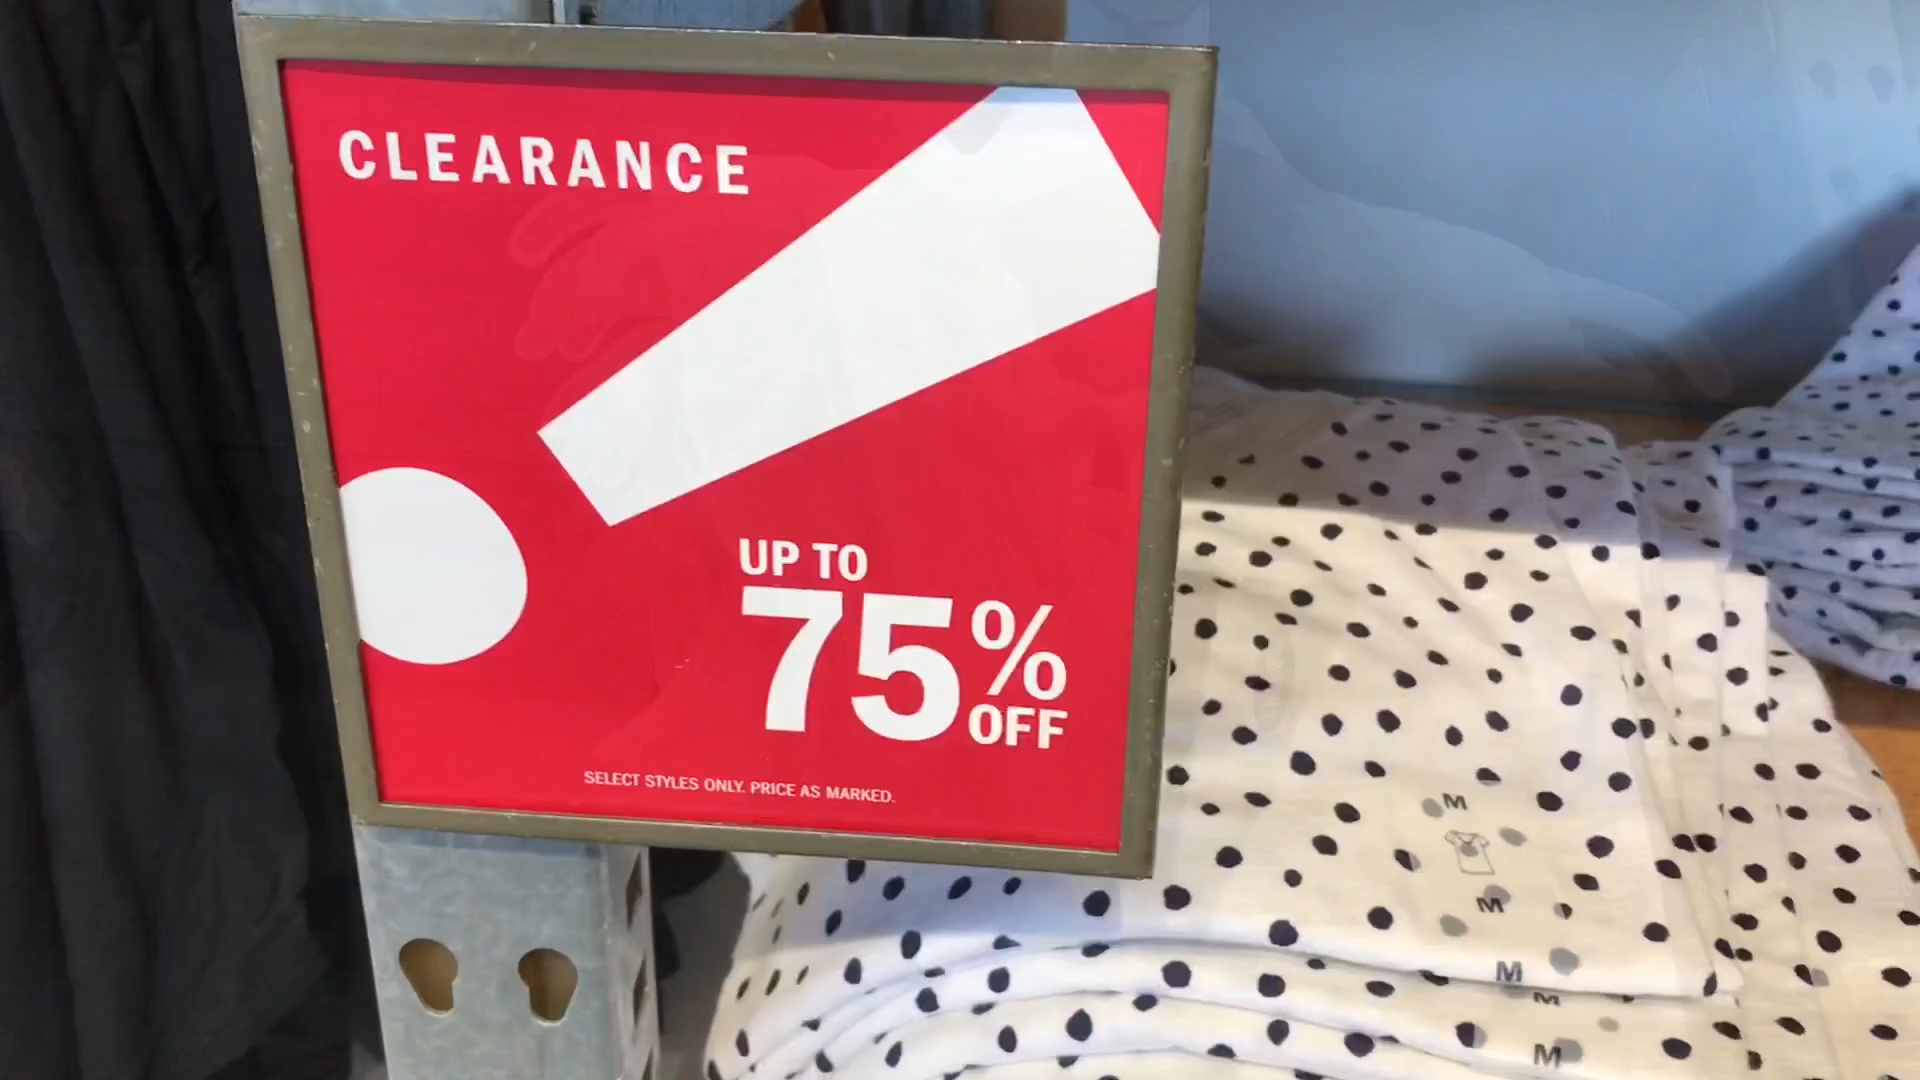 CLEARANCE
UP TO
75%
OFF
SELECT STYLES ONLY. PRICE AS MARKED.
M
M
M
M
M